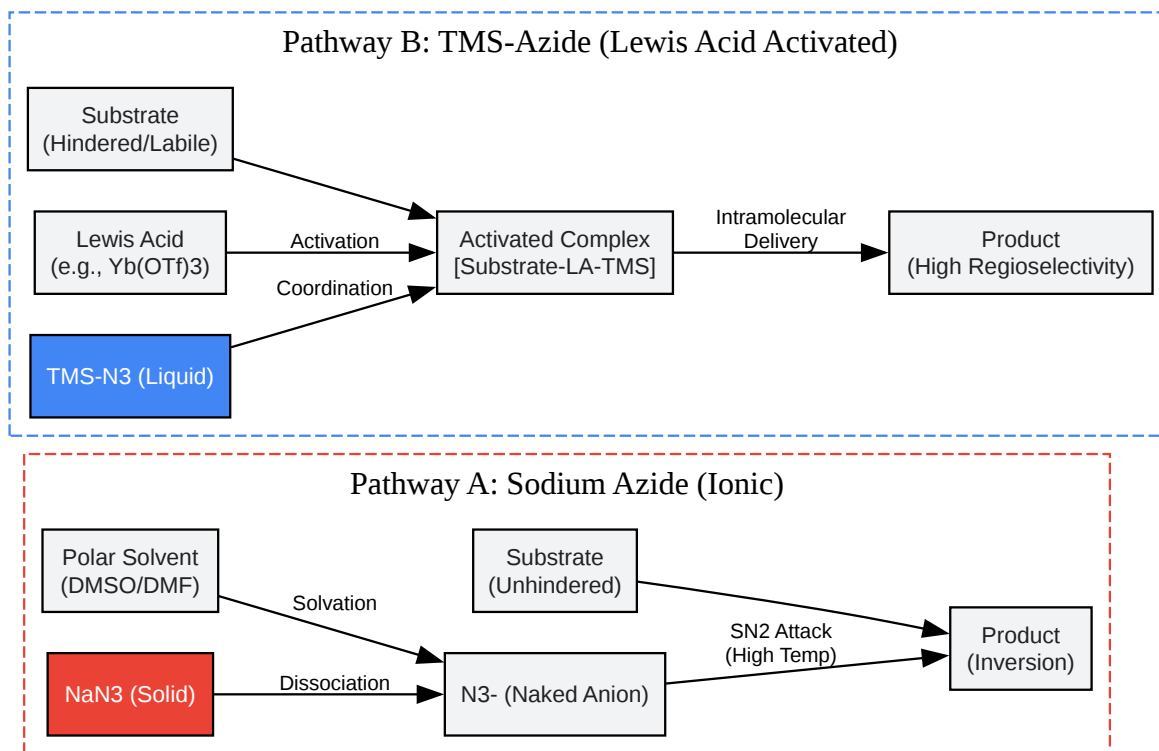 Pathway B: TMS-Azide (Lewis Acid Activated)
Substrate
(Hindered/Labile)
Lewis Acid
(e.g., Yb(OTf)3)
TMS-N3 (Liquid)
Activation
Coordination
Activated Complex
[Substrate-LA-TMS]
Intramolecular
Delivery
Product
(High Regioselectivity)
Pathway A: Sodium Azide (Ionic)
Polar Solvent
(DMSO/DMF)
NaN3 (Solid)
Solvation
Dissociation
Substrate
(Unhindered)
N3- (Naked Anion)
SN2 Attack
(High Temp)
Product
(Inversion)